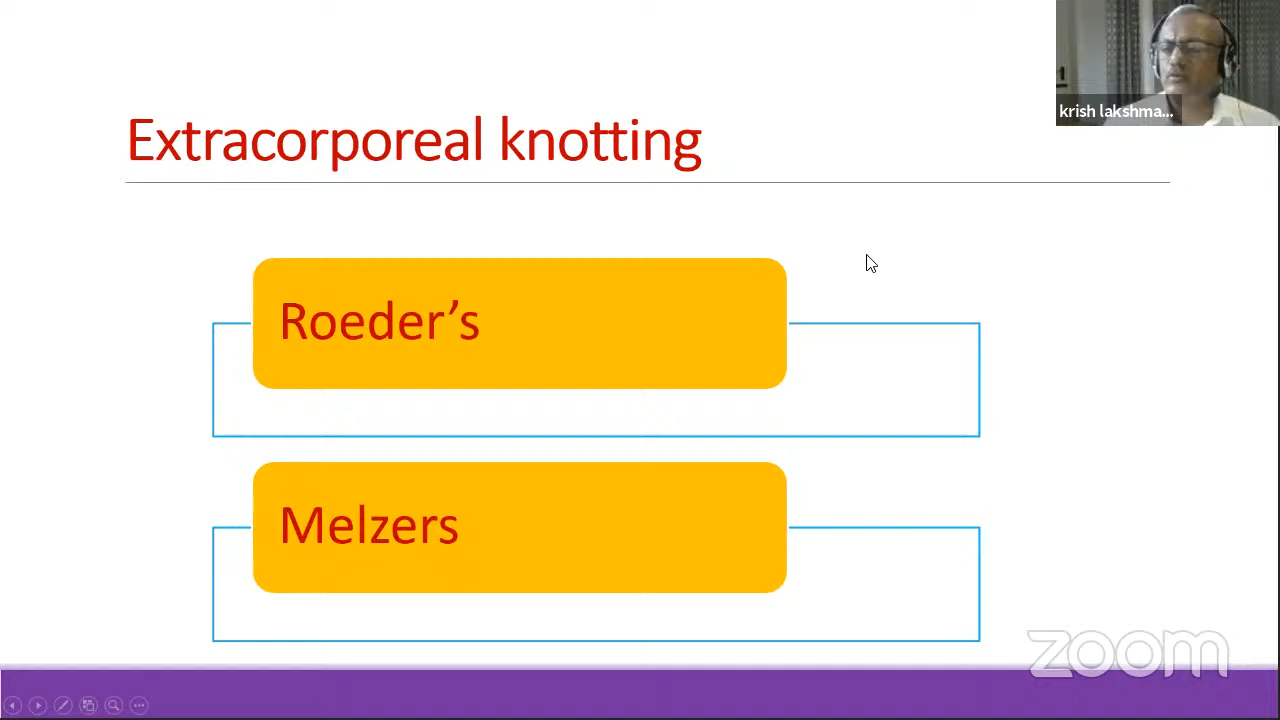 krish lakshma...
Extracorporeal knotting
Roeder’s
Melzers
zoom